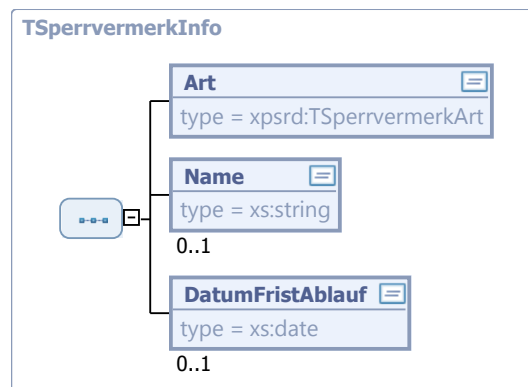 TSperrvermerkInfo
Art
type = xpsrd:TSperrvermerkArt
Name
type = xs:string
0..1
DatumFristAblauf
type = xs:date
0..1